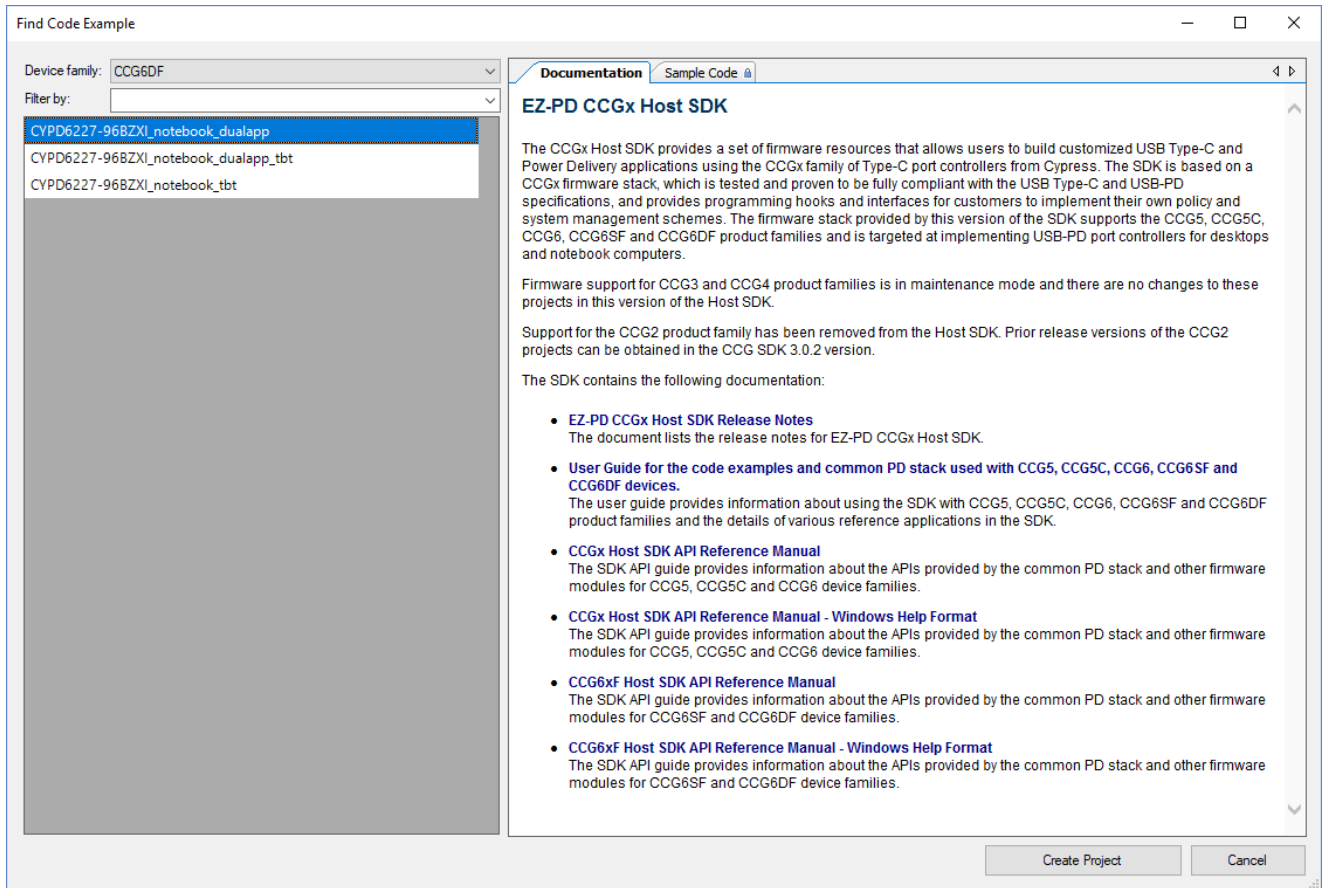 Find Code Example
Device family: CCG6DF
Filter by:
CYPD6227-96BZXI_notebook_dualapp
CYPD6227-96BZXI_notebook_dualapp_tbt
CYPD6227-96BZXI_notebook_tbt
Documentation Sample Code
EZ-PD CCGx Host SDK
The CCGx Host SDK provides a set of firmware resources that allows users to build customized USB Type-C and
Power Delivery applications using the CCGx family of Type-C port controllers from Cypress. The SDK is based on a
CCGx firmware stack, which is tested and proven to be fully compliant with the USB Type-C and USB-PD
specifications, and provides programming hooks and interfaces for customers to implement their own policy and
system management schemes. The firmware stack provided by this version of the SDK supports the CCG5, CCG5C,
CCG6, CCG6SF and CCG6DF product families and is targeted at implementing USB-PD port controllers for desktops
and notebook computers.
Firmware support for CCG3 and CCG4 product families is in maintenance mode and there are no changes to these
projects in this version of the Host SDK.
Support for the CCG2 product family has been removed from the Host SDK. Prior release versions of the CCG2
projects can be obtained in the CCG SDK 3.0.2 version.
The SDK contains the following documentation:
• EZ-PD CCGx Host SDK Release Notes
The document lists the release notes for EZ-PD CCGx Host SDK.
• User Guide for the code examples and common PD stack used with CCG5, CCG5C, CCG6, CCG6SF and
CCG6DF devices.
The user guide provides information about using the SDK with CCG5, CCG5C, CCG6, CCG6SF and CCG6DF
product families and the details of various reference applications in the SDK.
• CCGx Host SDK API Reference Manual
The SDK API guide provides information about the APIs provided by the common PD stack and other firmware
modules for CCG5, CCG5C and CCG6 device families.
• CCGx Host SDK API Reference Manual - Windows Help Format
The SDK API guide provides information about the APIs provided by the common PD stack and other firmware
modules for CCG5, CCG5C and CCG6 device families.
• CCG6xF Host SDK API Reference Manual
The SDK API guide provides information about the APIs provided by the common PD stack and other firmware
modules for CCG6SF and CCG6DF device families.
• CCG6xF Host SDK API Reference Manual - Windows Help Format
The SDK API guide provides information about the APIs provided by the common PD stack and other firmware
modules for CCG6SF and CCG6DF device families.
Create Project Cancel